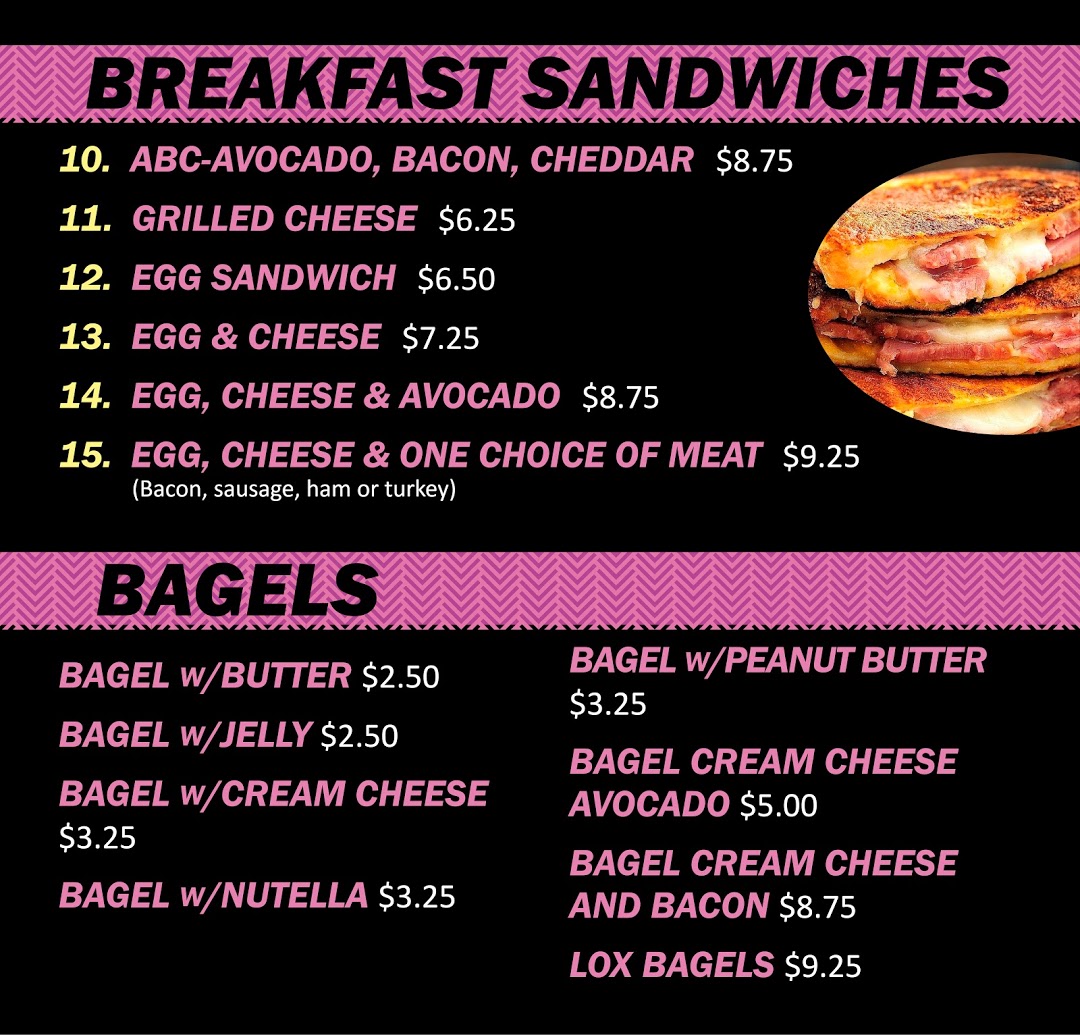 BREAKFAST SANDWICHES
10. ABC-AVOCADO, BACON, CHEDDAR $8.75
11. GRILLED CHEESE $6.25
12. EGG SANDWICH $6.50
13. EGG & CHEESE $7.25
14. EGG, CHEESE & AVOCADO $8.75
15. EGG, CHEESE & ONE CHOICE OF MEAT $9.25
(Bacon, sausage, ham or turkey)
BAGELS
BAGEL w/BUTTER $2.50
BAGEL w/JELLY $2.50
BAGEL w/CREAM CHEESE
$3.25
BAGEL w/NUTELLA $3.25
BAGEL w/PEANUT BUTTER
$3.25
BAGEL CREAM CHEESE
AVOCADO $5.00
BAGEL CREAM CHEESE
AND BACON $8.75
LOX BAGELS $9.25